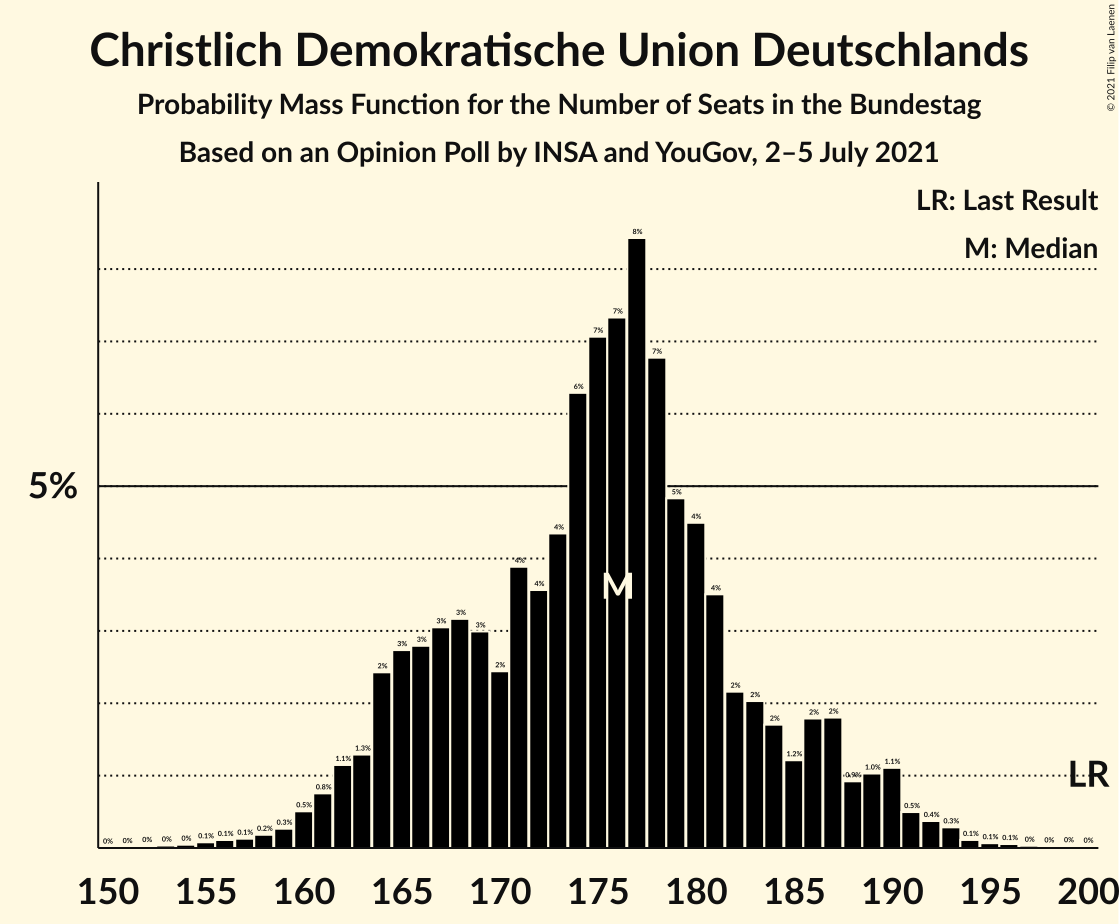 Christlich Demokratische Union Deutschlands
Probability Mass Function for the Number of Seats in the Bundestag
Based on an Opinion Poll by INSA and YouGov, 2–5 July 2021
© 2021 Filip van Laenen
LR: Last Result
M: Median
5%
0% 0% 0% 0% 0% 0.1% 0.1% 0.1% 0.2% 0.3% 0.5% 0.8% 1.1% 1.3% 2% 3% 3% 3% 3% 3% 2% 4% 4% 4% 6% 7% 7% 8% 7% 5% 4% 4% 2% 2% 2% 1.2% 2% 2% 0.9% 1.0% 1.1% 0.5% 0.4% 0.3% 0.1% 0.1% 0.1% 0% 0% 0% 0%
M
LR
150 155 160 165 170 175 180 185 190 195 200